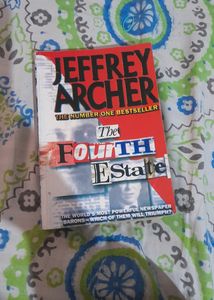 JEFFREY
ARCHER
THE NUMBER ONE BESTSELLER
The
FOURTH
EState
THE WORLD'S MOST POWERFUL NEWSPAPER
BARONS – WHICH OF THEM WILL TRIUMPH?